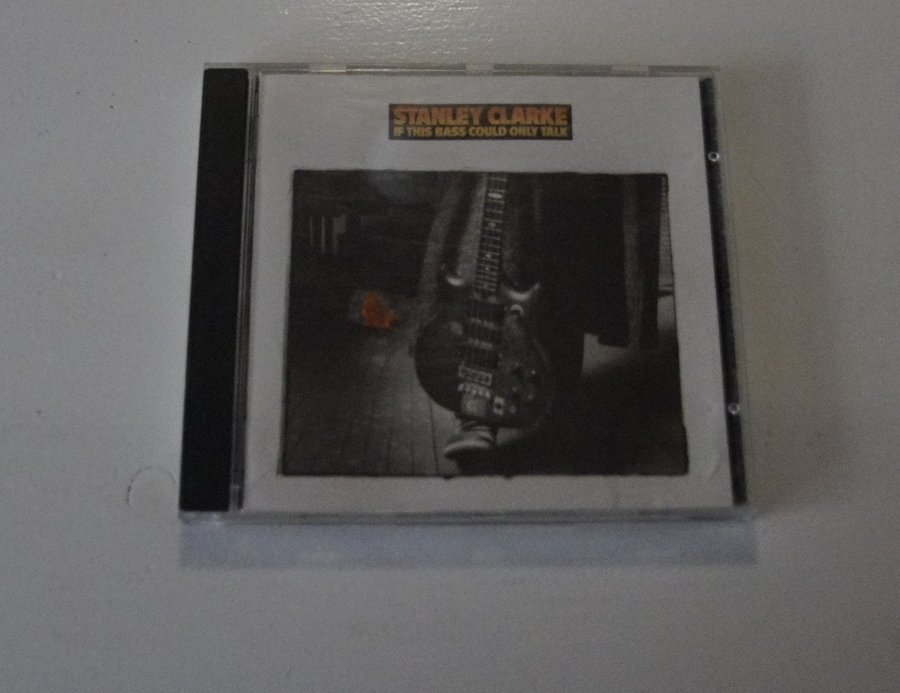 STANLEY CLARKE
IF THIS BASS COULD ONLY TALK